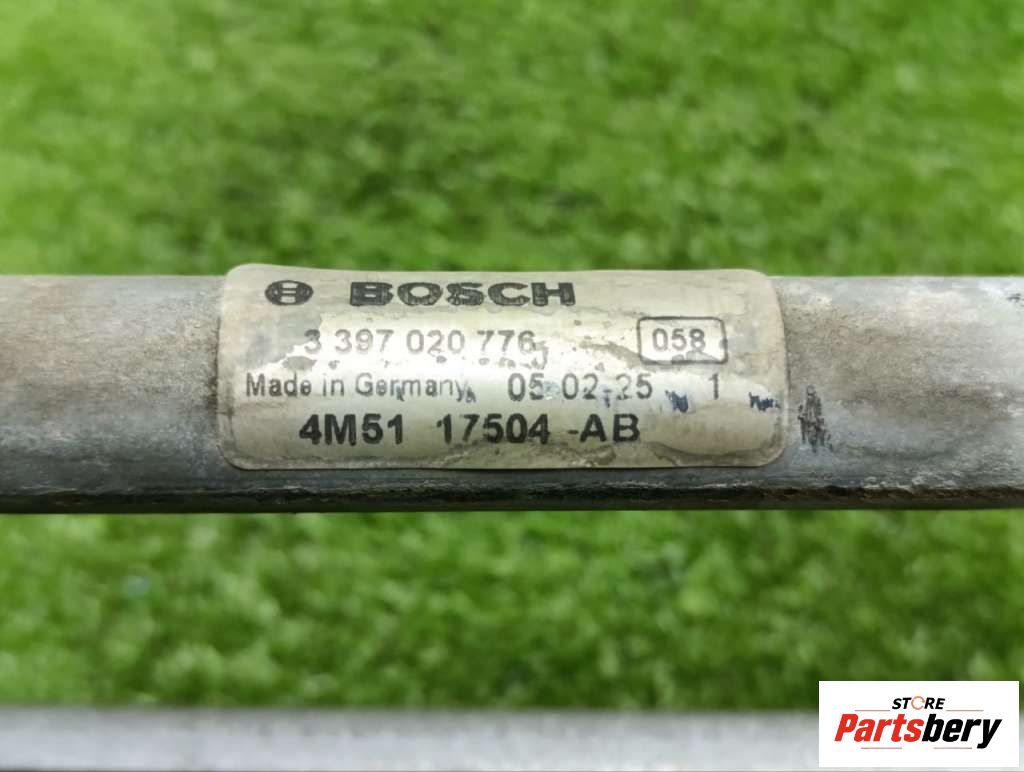 BOSCH
3 397 020 776 058
Made in Germany 05-02-25 1
4M51 17504-AB
STORE
Partsbery